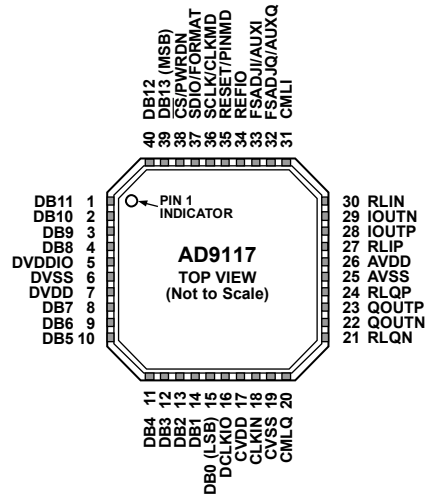 40 DB12
39 DB13 (MSB)
38 CS/PWRDN
37 SDIO/FORMAT
36 SCLK/CLKMD
35 RESET/PINMD
34 REFIO
33 FSADJI/AUXI
32 FSADJQ/AUXQ
31 CMLI
DB11 1
DB10 2
DB9 3
DB8 4
DVDDIO 5
DVSS 6
DVDD 7
DB7 8
DB6 9
DB5 10
PIN 1
INDICATOR
AD9117
TOP VIEW
(Not to Scale)
30 RLIN
29 IOUTN
28 IOUTP
27 RLIP
26 AVDD
25 AVSS
24 RLQP
23 QOUTP
22 QOUTN
21 RLQN
DB4 11
DB3 12
DB2 13
DB1 14
DB0 (LSB) 15
DCLKIO 16
CVDD 17
CLKIN 18
CVSS 19
CMLQ 20